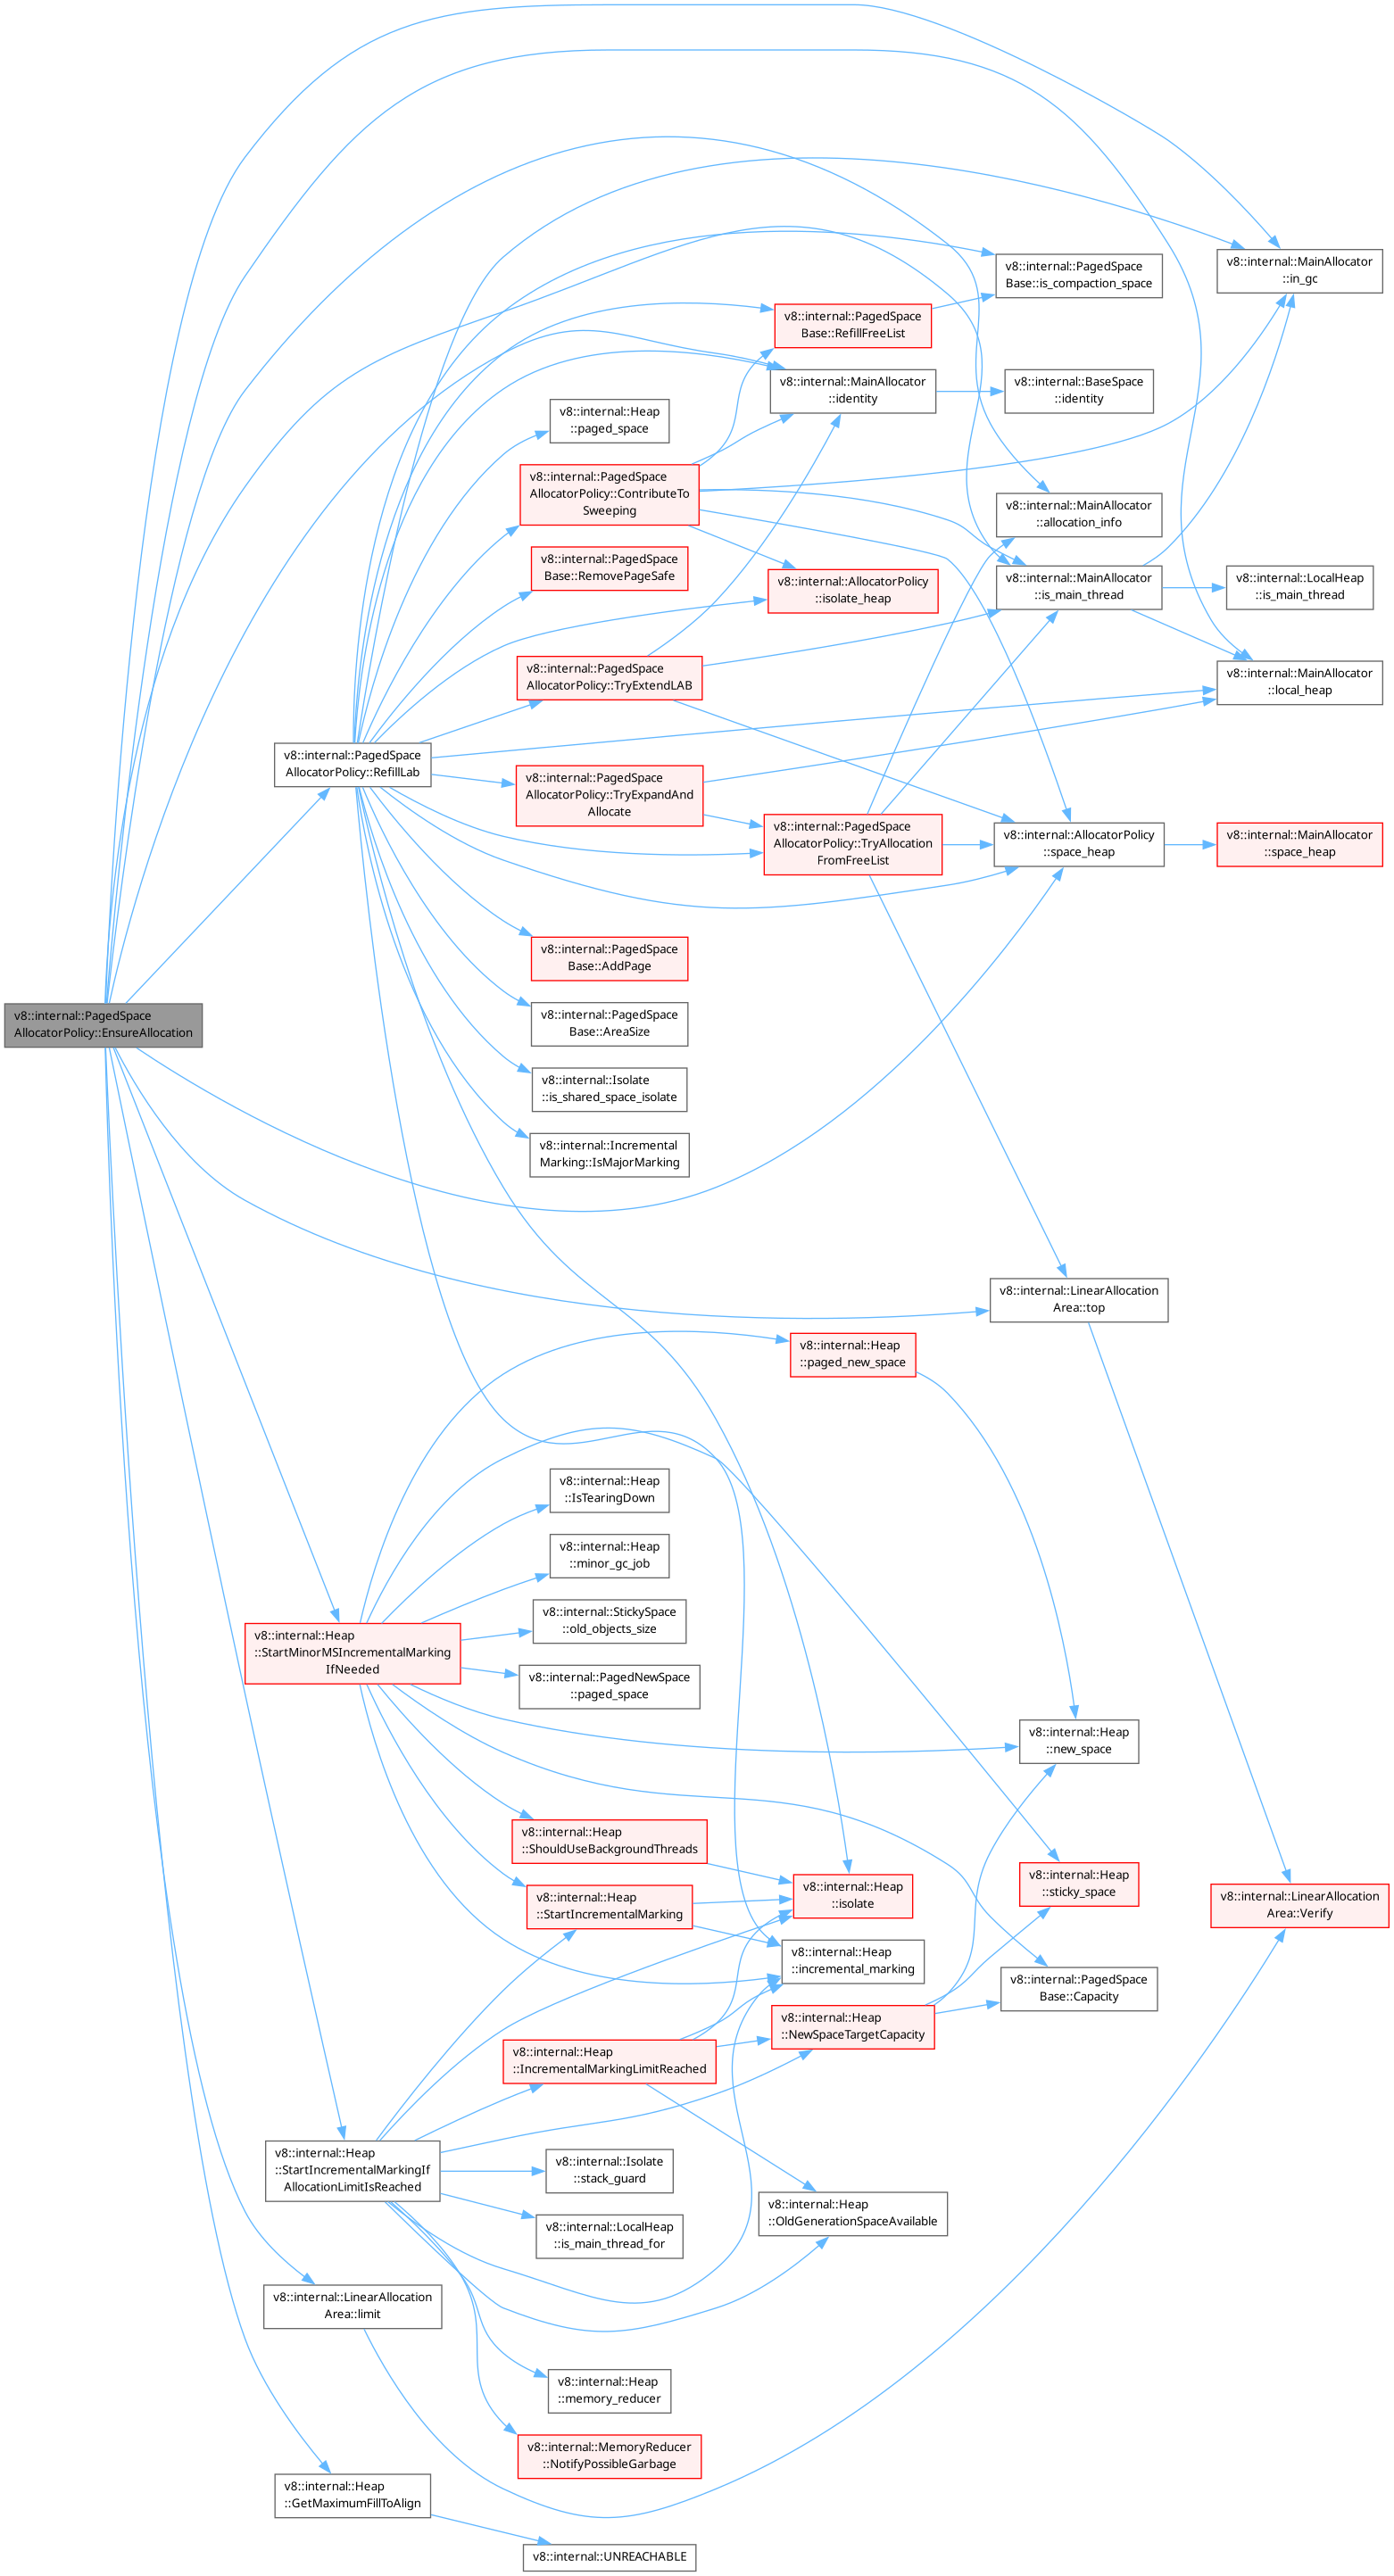 v8::internal::PagedSpace
AllocatorPolicy::EnsureAllocation
v8::internal::PagedSpace
AllocatorPolicy::RefillLab
v8::internal::Heap
::StartMinorMSIncrementalMarking
IfNeeded
v8::internal::Heap
::StartIncrementalMarkingIf
AllocationLimitIsReached
v8::internal::LinearAllocation
Area::limit
v8::internal::Heap
::GetMaximumFillToAlign
v8::internal::Heap
::paged_space
v8::internal::PagedSpace
AllocatorPolicy::ContributeTo
Sweeping
v8::internal::PagedSpace
Base::RemovePageSafe
v8::internal::PagedSpace
AllocatorPolicy::TryExtendLAB
v8::internal::PagedSpace
AllocatorPolicy::TryExpandAnd
Allocate
v8::internal::PagedSpace
Base::AddPage
v8::internal::PagedSpace
Base::AreaSize
v8::internal::Isolate
::is_shared_space_isolate
v8::internal::Incremental
Marking::IsMajorMarking
v8::internal::Heap
::IsTearingDown
v8::internal::Heap
::minor_gc_job
v8::internal::StickySpace
::old_objects_size
v8::internal::PagedNewSpace
::paged_space
v8::internal::Heap
::ShouldUseBackgroundThreads
v8::internal::Heap
::StartIncrementalMarking
v8::internal::Heap
::IncrementalMarkingLimitReached
v8::internal::Isolate
::stack_guard
v8::internal::LocalHeap
::is_main_thread_for
v8::internal::Heap
::memory_reducer
v8::internal::MemoryReducer
::NotifyPossibleGarbage
v8::internal::UNREACHABLE
v8::internal::PagedSpace
Base::RefillFreeList
v8::internal::MainAllocator
::identity
v8::internal::AllocatorPolicy
::isolate_heap
v8::internal::PagedSpace
AllocatorPolicy::TryAllocation
FromFreeList
v8::internal::Heap
::paged_new_space
v8::internal::Heap
::isolate
v8::internal::Heap
::incremental_marking
v8::internal::Heap
::NewSpaceTargetCapacity
v8::internal::Heap
::OldGenerationSpaceAvailable
v8::internal::PagedSpace
Base::is_compaction_space
v8::internal::BaseSpace
::identity
v8::internal::MainAllocator
::allocation_info
v8::internal::MainAllocator
::is_main_thread
v8::internal::AllocatorPolicy
::space_heap
v8::internal::LinearAllocation
Area::top
v8::internal::Heap
::new_space
v8::internal::Heap
::sticky_space
v8::internal::PagedSpace
Base::Capacity
v8::internal::MainAllocator
::in_gc
v8::internal::LocalHeap
::is_main_thread
v8::internal::MainAllocator
::local_heap
v8::internal::MainAllocator
::space_heap
v8::internal::LinearAllocation
Area::Verify